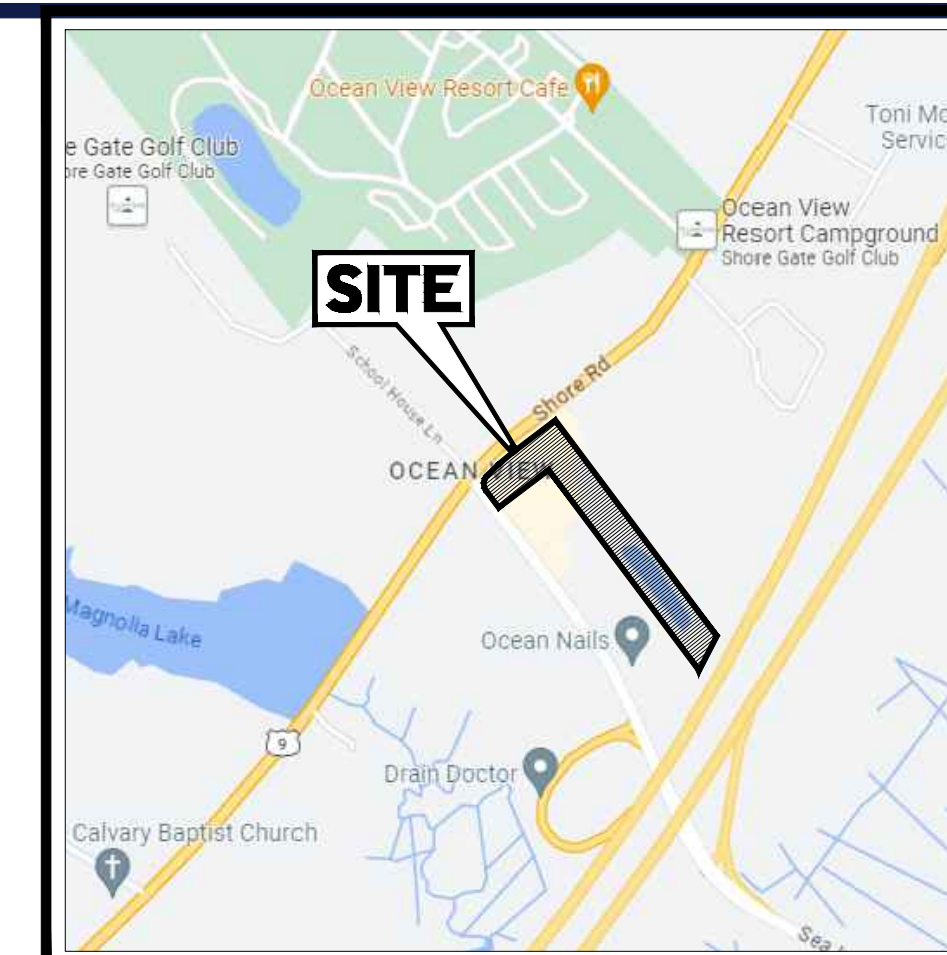 Ocean View Resort Cafe
Toni Mc
Servic
e Gate Golf Club
ore Gate Golf Club
Ocean View
Resort Campground
Shore Gate Golf Club
SITE
School House Ln
Shore Rd
OCEAN VIEW
Magnolia Lake
Ocean Nails
9
Drain Doctor
Calvary Baptist Church
Sea